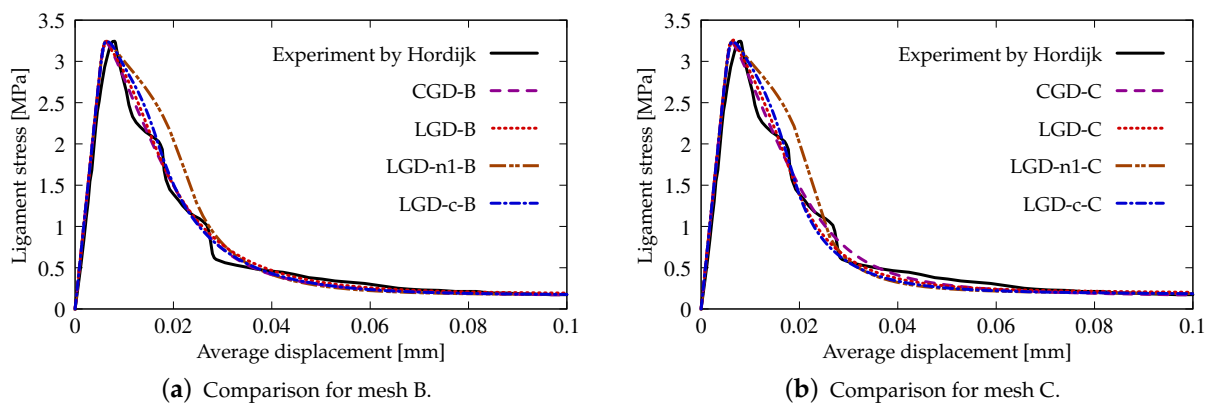 3.5
3
2.5
2
1.5
1
0.5
0
0 0.02 0.04 0.06 0.08 0.1
Ligament stress [MPa]
Average displacement [mm]
Experiment by Hordijk
CGD-B
LGD-B
LGD-n1-B
LGD-c-B
(a) Comparison for mesh B.
3.5
3
2.5
2
1.5
1
0.5
0
0 0.02 0.04 0.06 0.08 0.1
Ligament stress [MPa]
Average displacement [mm]
Experiment by Hordijk
CGD-C
LGD-C
LGD-n1-C
LGD-c-C
(b) Comparison for mesh C.